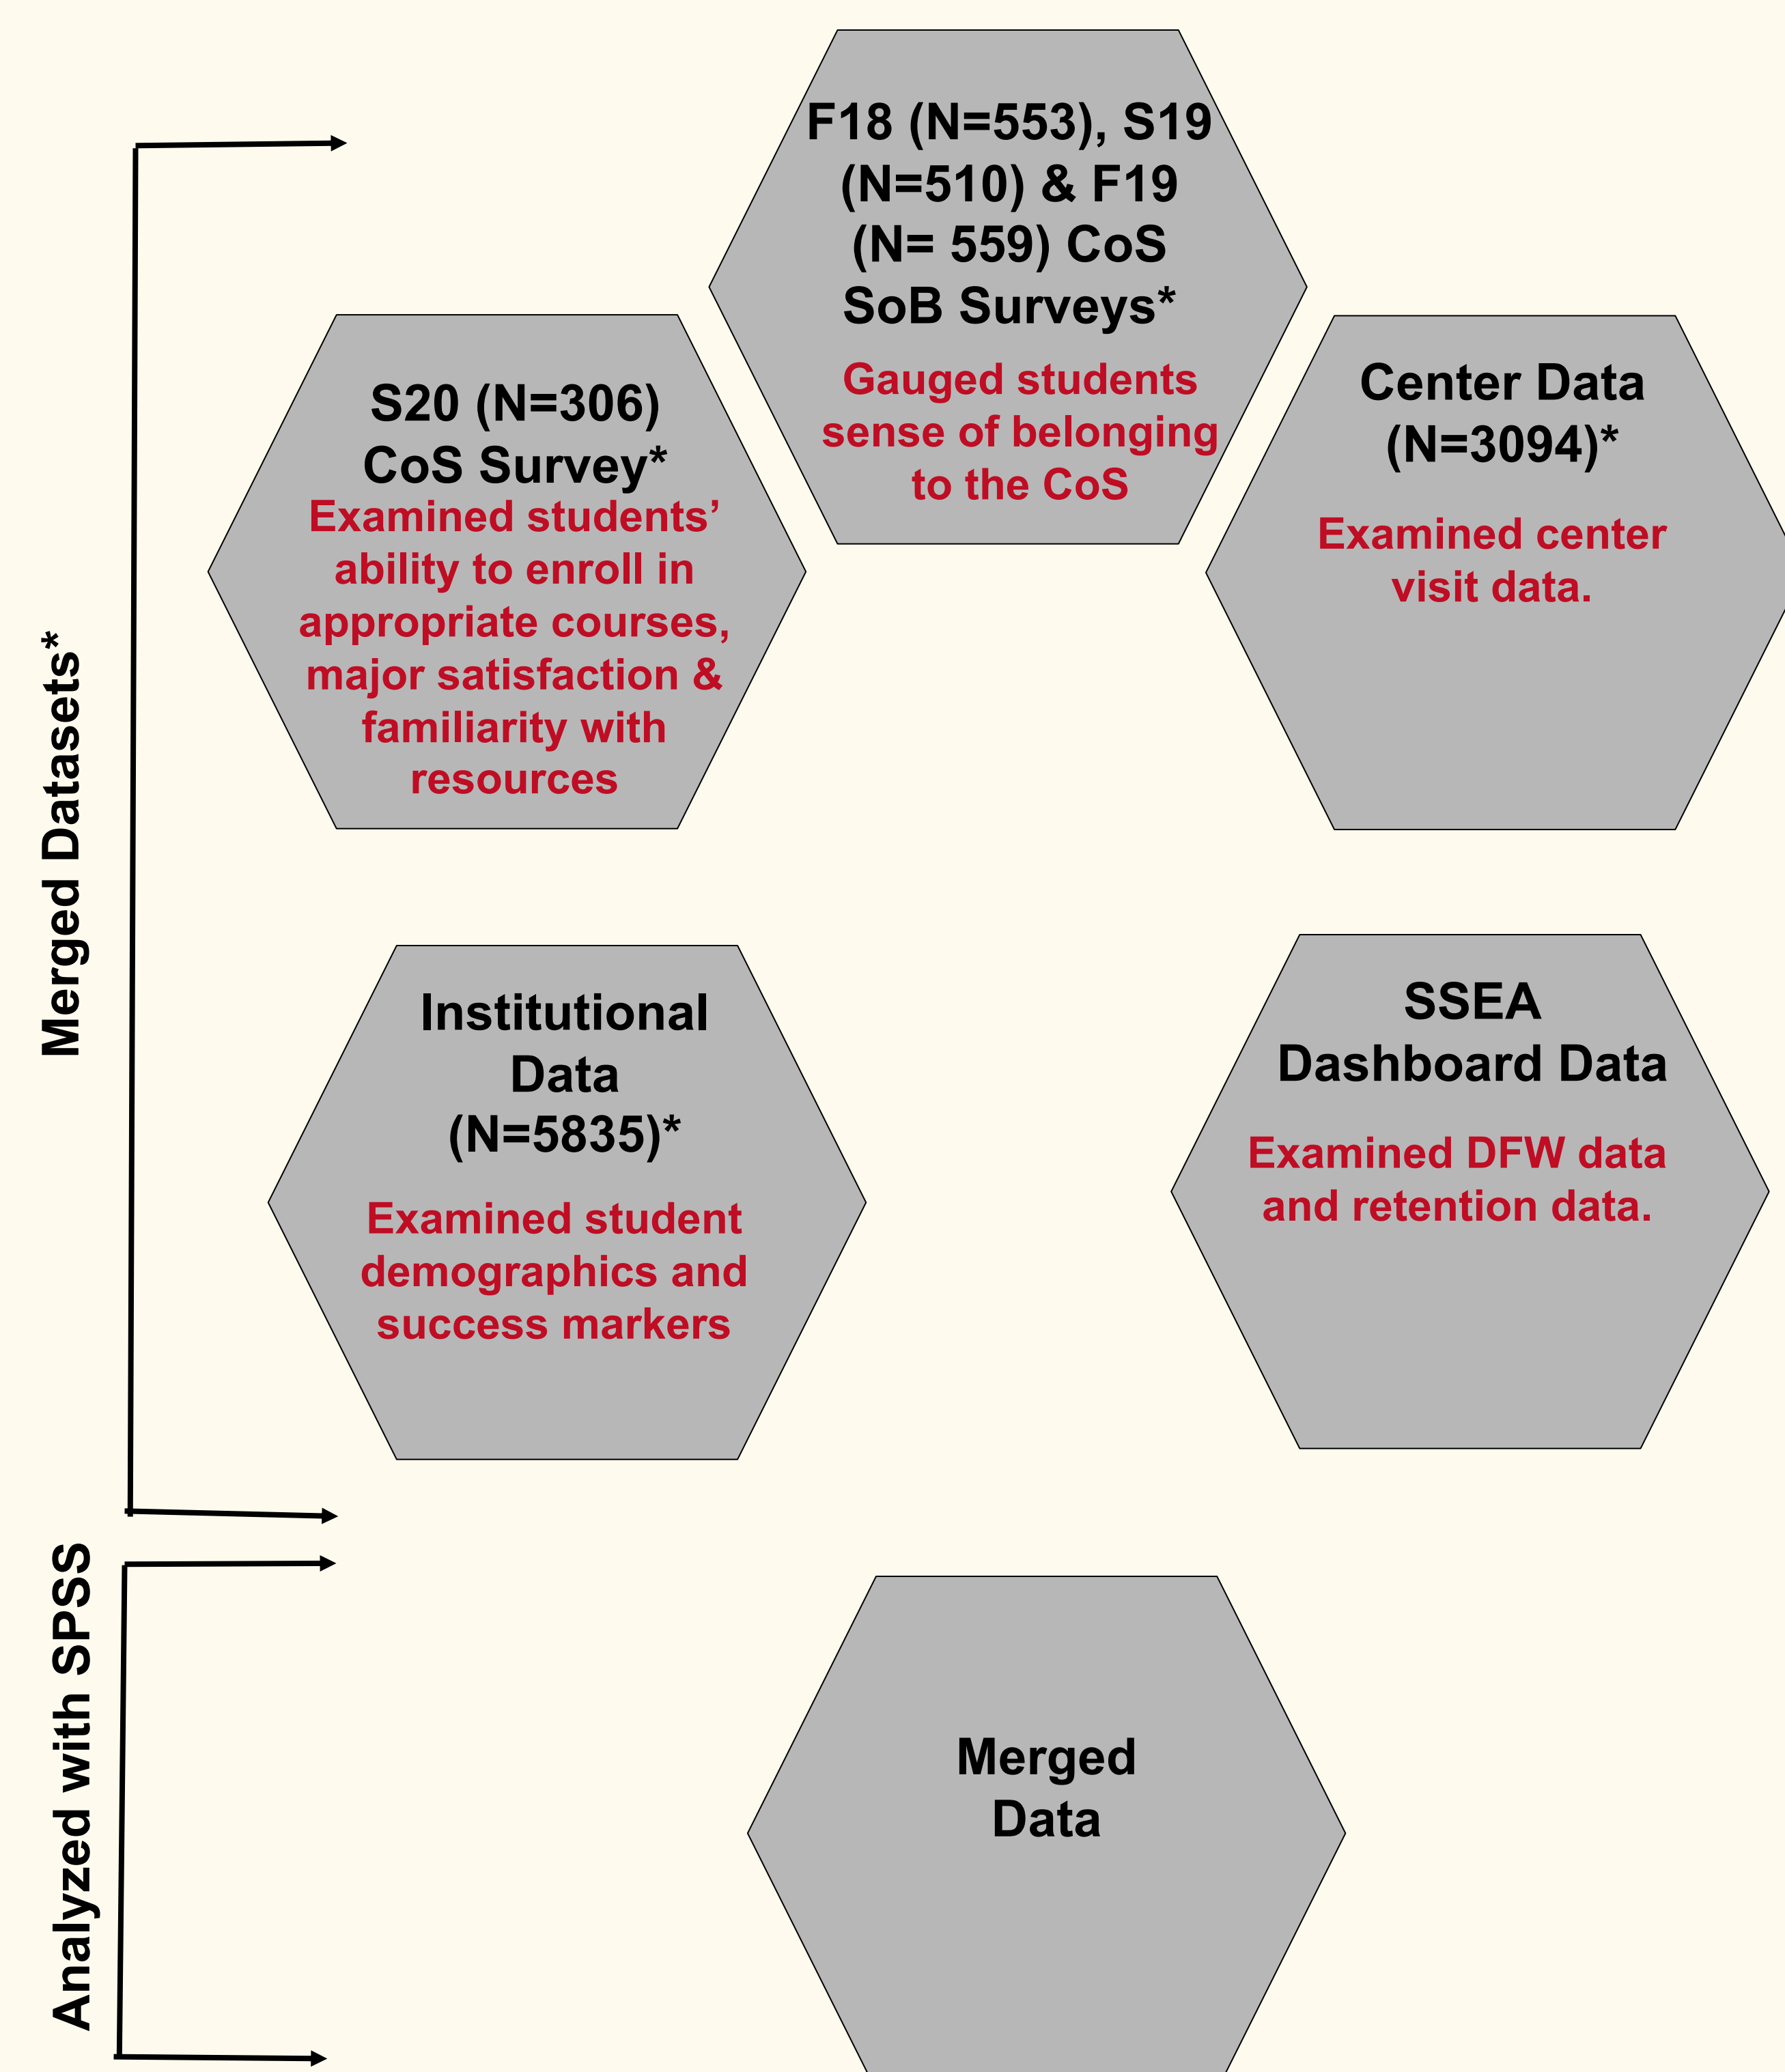 Merged Datasets*
F18 (N=553), S19
(N=510) & F19
(N= 559) CoS
SoB Surveys*
Gauged students
sense of belonging
to the CoS
S20 (N=306)
CoS Survey*
Examined students’
ability to enroll in
appropriate courses,
major satisfaction &
familiarity with
resources
Center Data
(N=3094)*
Examined center
visit data.
Institutional
Data
(N=5835)*
Examined student
demographics and
success markers
SSEA
Dashboard Data
Examined DFW data
and retention data.
Analyzed with SPSS
Merged
Data